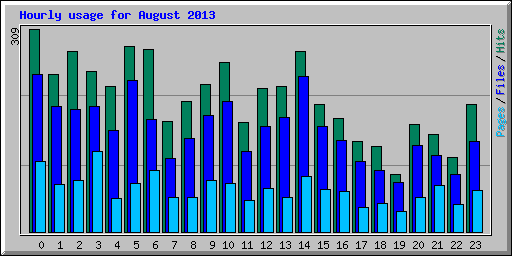 Hourly usage for August 2013
309
Pages / Files / Hits
0 1 2 3 4 5 6 7 8 9 10 11 12 13 14 15 16 17 18 19 20 21 22 23